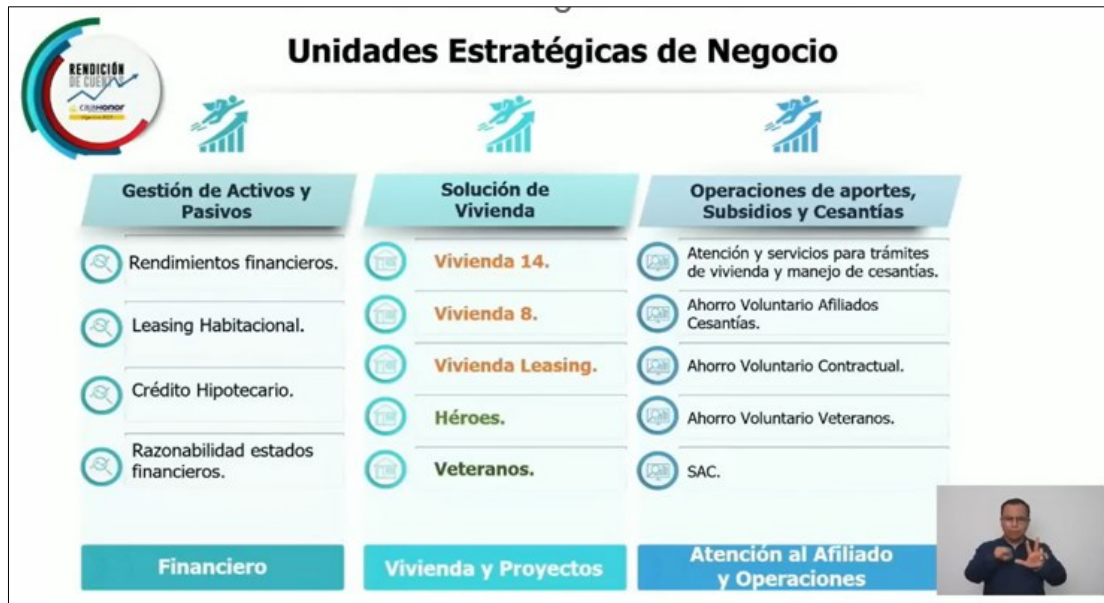 Unidades Estratégicas de Negocio
RENDICIÓN
DE CUENTAS
CAJAHONOR
Gestión de Activos y
Pasivos
Rendimientos financieros.
Leasing Habitacional.
Crédito Hipotecario.
Razonabilidad estados
financieros.
Financiero
Solución de
Vivienda
Vivienda 14.
Vivienda 8.
Vivienda Leasing.
Héroes.
Veteranos.
Vivienda y Proyectos
Operaciones de aportes,
Subsidios y Cesantías
Atención y servicios para trámites
de vivienda y manejo de cesantías.
Ahorro Voluntario Afiliados
Cesantías.
Ahorro Voluntario Contractual.
Ahorro Voluntario Veteranos.
SAC.
Atención al Afiliado
y Operaciones